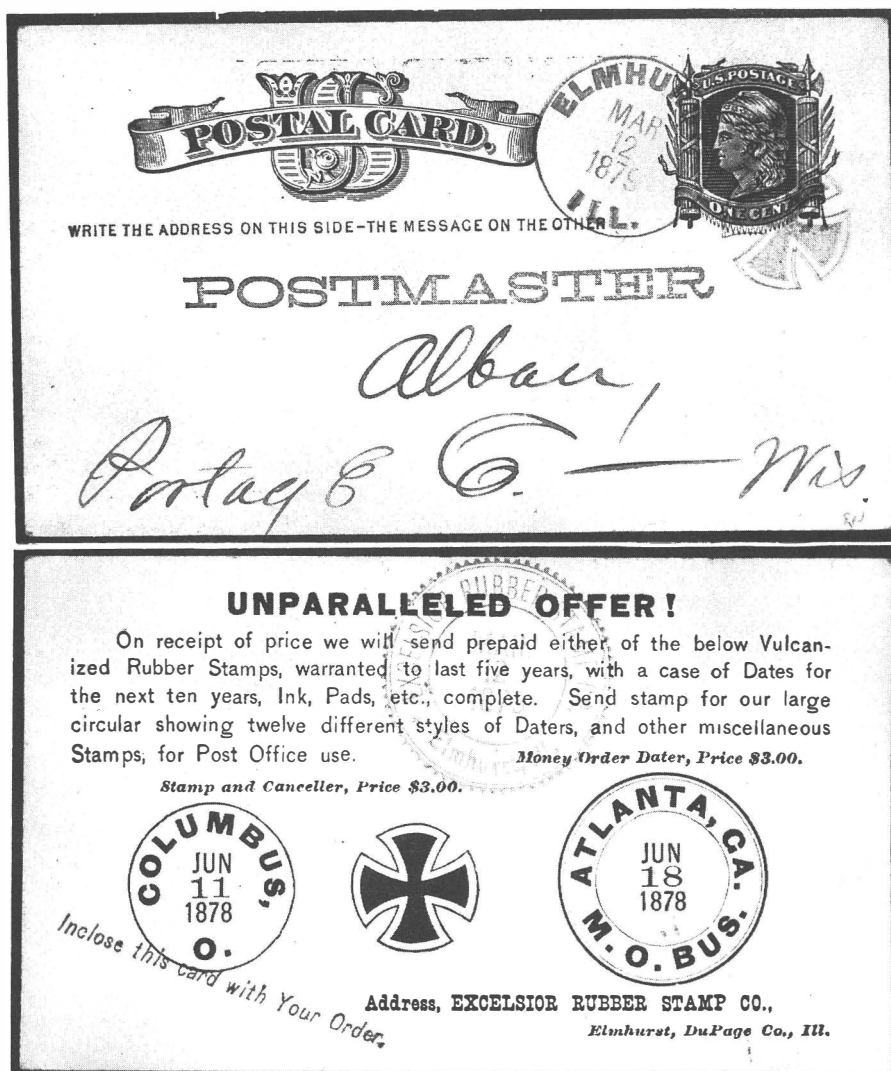 U.S. POSTAGE
US
POSTAL CARD.
ONE CENT
ELMHU
MAR
12
1879
ILL.
WRITE THE ADDRESS ON THIS SIDE-THE MESSAGE ON THE OTHER
POSTMASTER
Alban,
Portage Co. — Wis
UNPARALLELED OFFER!
On receipt of price we will send prepaid either of the below Vulcan-
ized Rubber Stamps, warranted to last five years, with a case of Dates for
the next ten years, Ink, Pads, etc., complete. Send stamp for our large
circular showing twelve different styles of Daters, and other miscellaneous
Stamps, for Post Office use.
Money Order Dater, Price $3.00.
Stamp and Canceller, Price $3.00.
COLUMBUS,
JUN
11
1878
O.
ATLANTA, GA.
JUN
18
1878
M. O. BUS.
Inclose this card with Your Order.
Address, EXCELSIOR RUBBER STAMP CO.,
Elmhurst, DuPage Co., Ill.
EXCELSIOR RUBBER
Elmhurst